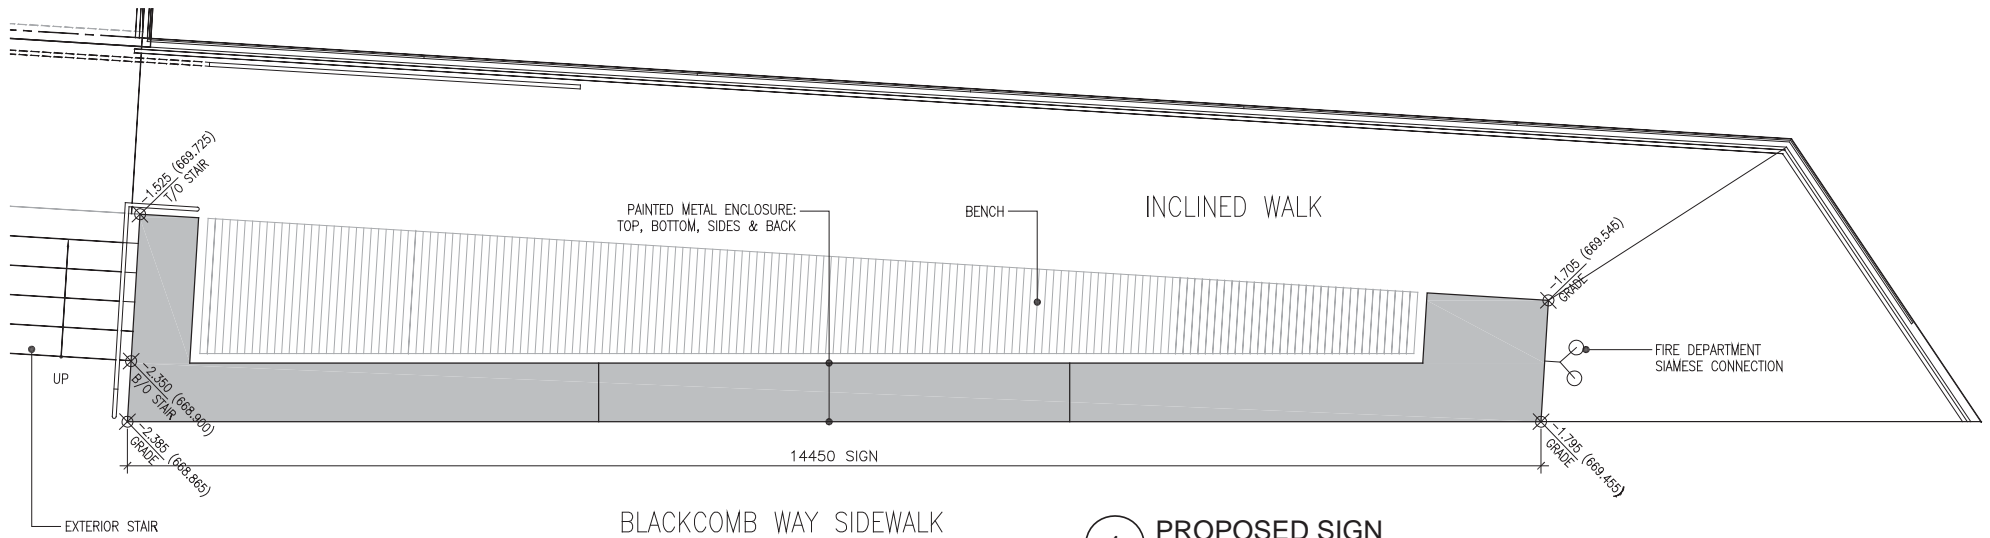 -1.525 (669.725)
T/O STAIR
PAINTED METAL ENCLOSURE:
TOP, BOTTOM, SIDES & BACK
BENCH
INCLINED WALK
-1.705 (669.545)
GRADE
FIRE DEPARTMENT
SIAMESE CONNECTION
UP
-2.350 (668.900)
B/O STAIR
-2.385 (668.865)
GRADE
-1.795 (669.455)
GRADE
14450 SIGN
EXTERIOR STAIR
BLACKCOMB WAY SIDEWALK
PROPOSED SIGN